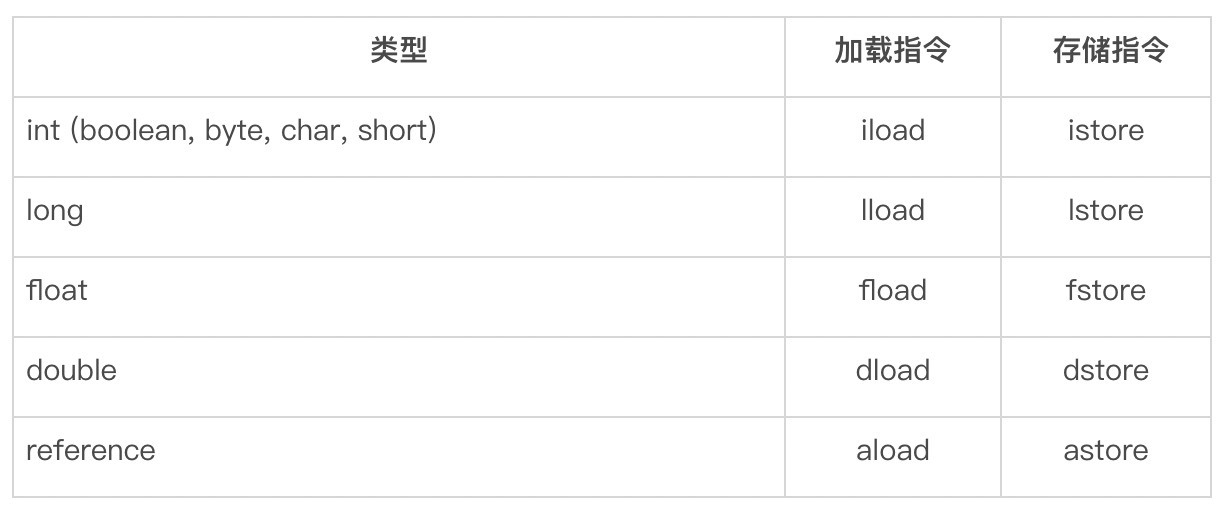 类型 加载指令 存储指令
int (boolean, byte, char, short) iload istore
long lload lstore
float fload fstore
double dload dstore
reference aload astore